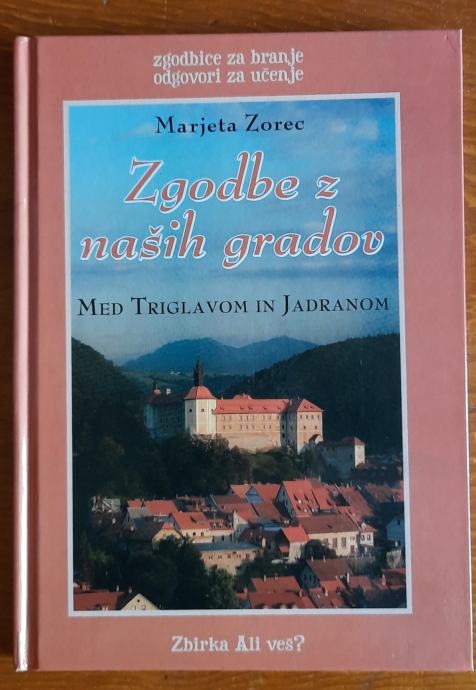 zgodbice za branje
odgovori za učenje
Marjeta Zorec
Zgodbe z
naših gradov
MED TRIGLAVOM IN JADRANOM
Zbirka Ali veš?